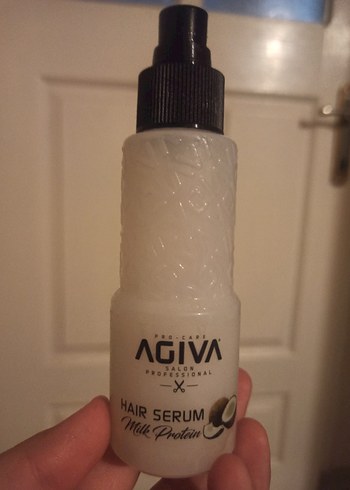 PRO-CARE
AGIVA
SALON
PROFESSIONAL
HAIR SERUM
Milk Protein